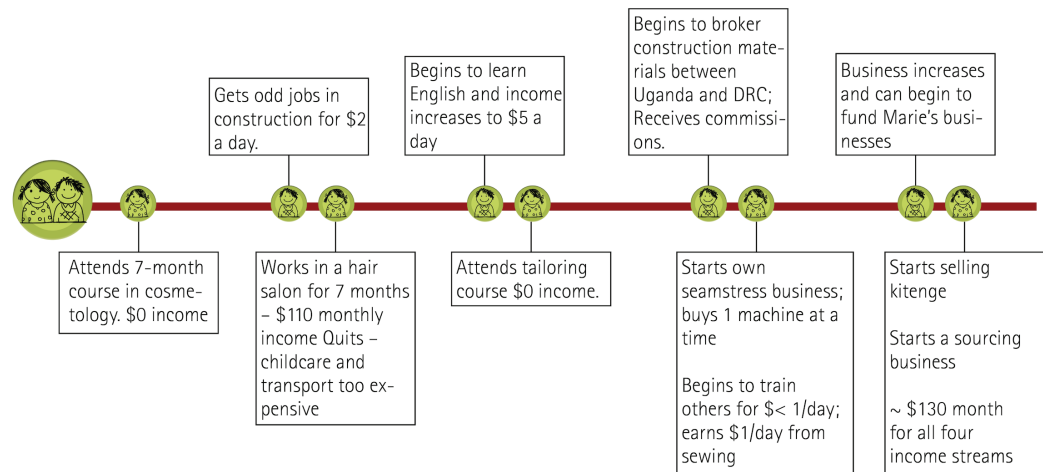 Gets odd jobs in
construction for $2
a day.
Begins to learn
English and income
increases to $5 a
day
Begins to broker
construction mate-
rials between
Uganda and DRC;
Receives commissi-
ons.
Business increases
and can begin to
fund Marie's busi-
nesses
Attends 7-month
course in cosme-
tology. $0 income
Works in a hair
salon for 7 months
– $110 monthly
income Quits –
childcare and
transport too ex-
pensive
Attends tailoring
course $0 income.
Starts own
seamstress business;
buys 1 machine at a
time
Begins to train
others for $< 1/day;
earns $1/day from
sewing
Starts selling
kitenge
Starts a sourcing
business
~ $130 month
for all four
income streams